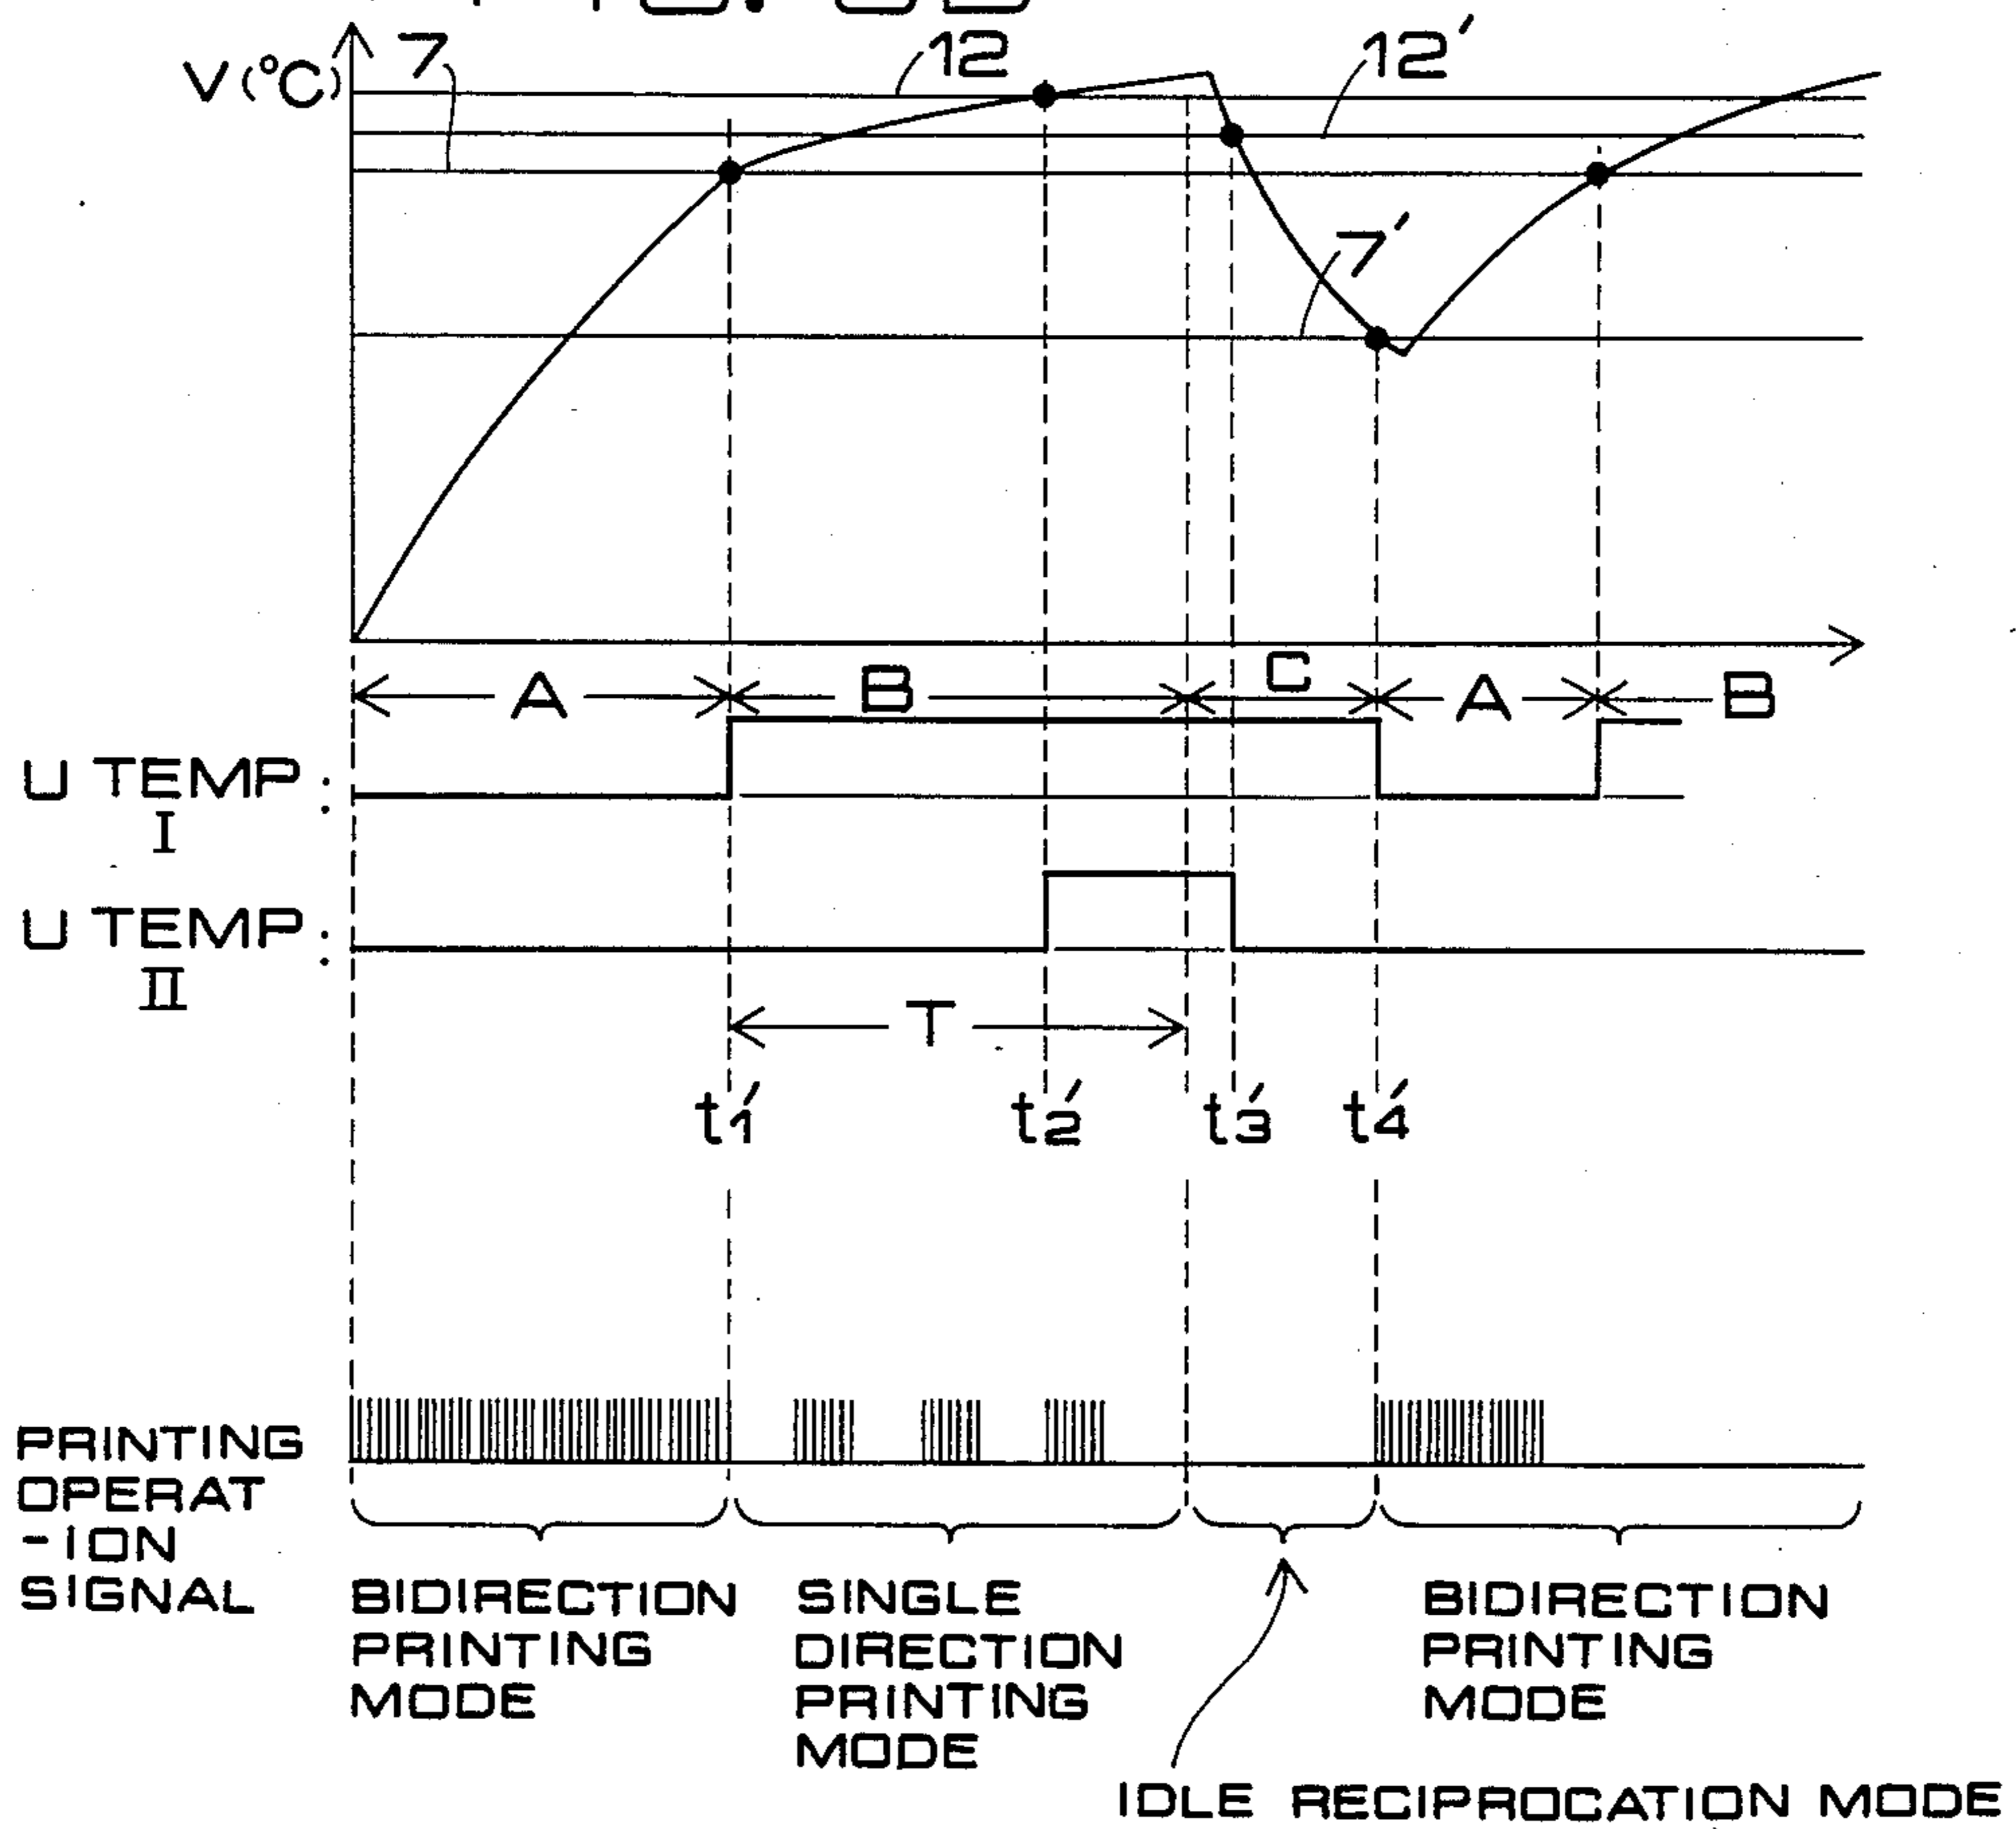 V (°C)
7
12
12′
7′
A
B
C
A
B
U TEMP :
I
U TEMP :
II
T
t1′
t2′
t3′
t4′
PRINTING
OPERAT
-ION
SIGNAL
BIDIRECTION
PRINTING
MODE
SINGLE
DIRECTION
PRINTING
MODE
BIDIRECTION
PRINTING
MODE
IDLE RECIPROCATION MODE